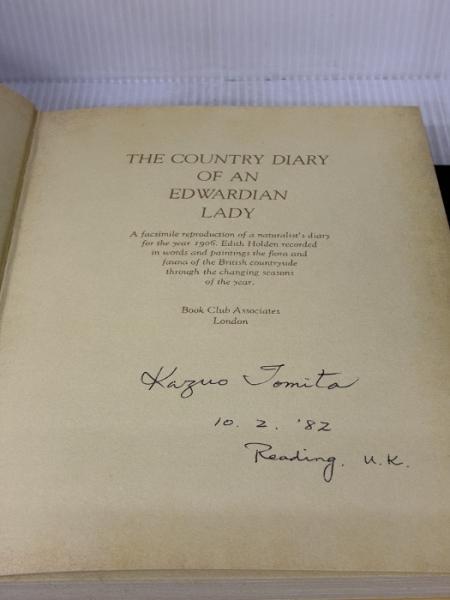 THE COUNTRY DIARY
OF AN
EDWARDIAN
LADY
A facsimile reproduction of a naturalist's diary
for the year 1906. Edith Holden recorded
in words and paintings the flora and
fauna of the British countryside
through the changing seasons
of the year.
Book Club Associates
London
Kazuo Tomita
10. 2. '82
Reading, U.K.